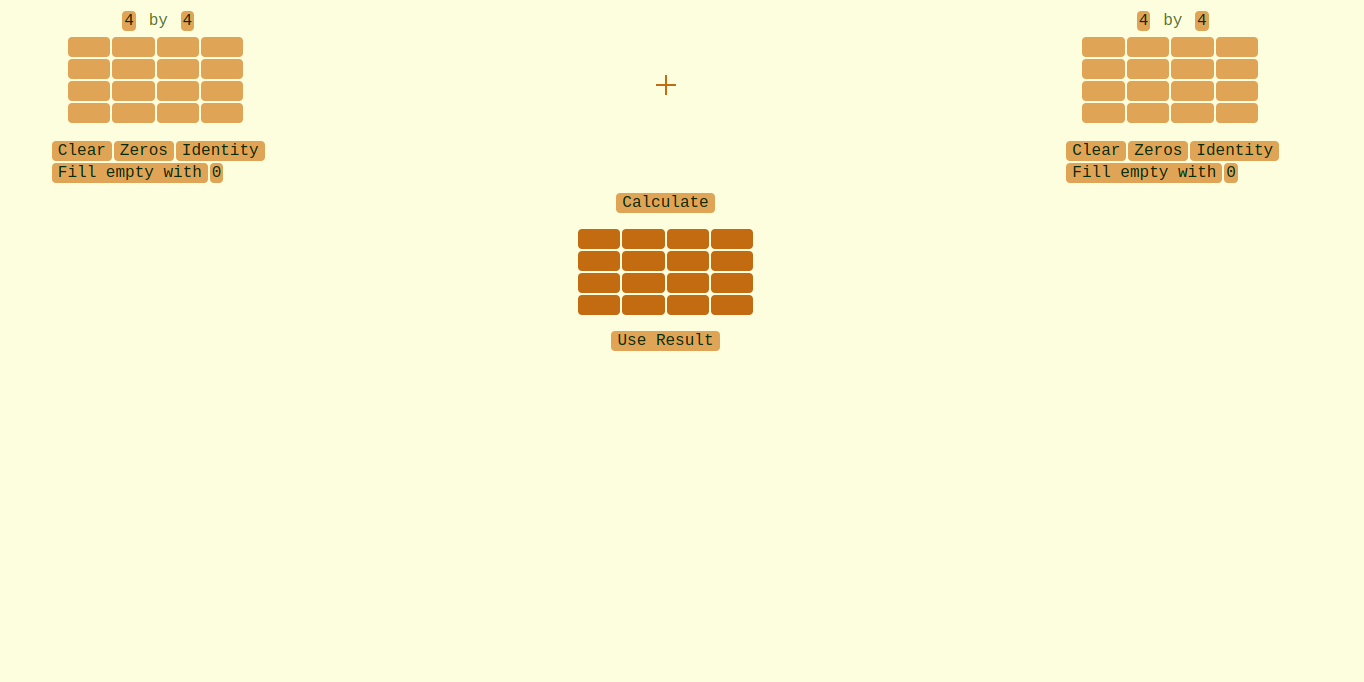 4 by 4
4 by 4
Clear Zeros Identity
Fill empty with 0
Clear Zeros Identity
Fill empty with 0
Calculate
Use Result